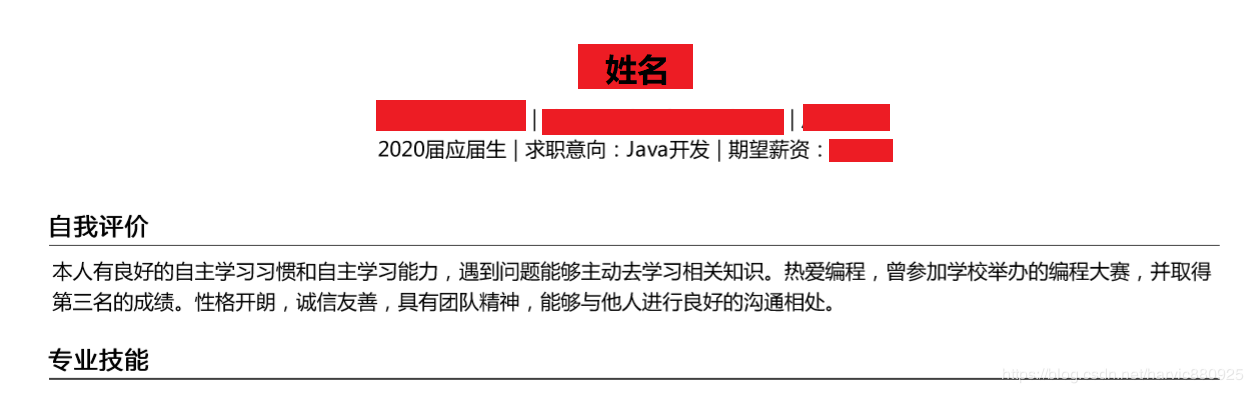 姓名
| |
2020届应届生 | 求职意向：Java开发 | 期望薪资：
自我评价
本人有良好的自主学习习惯和自主学习能力，遇到问题能够主动去学习相关知识。热爱编程，曾参加学校举办的编程大赛，并取得
第三名的成绩。性格开朗，诚信友善，具有团队精神，能够与他人进行良好的沟通相处。
专业技能
https://blog.csdn.net/harvic880925